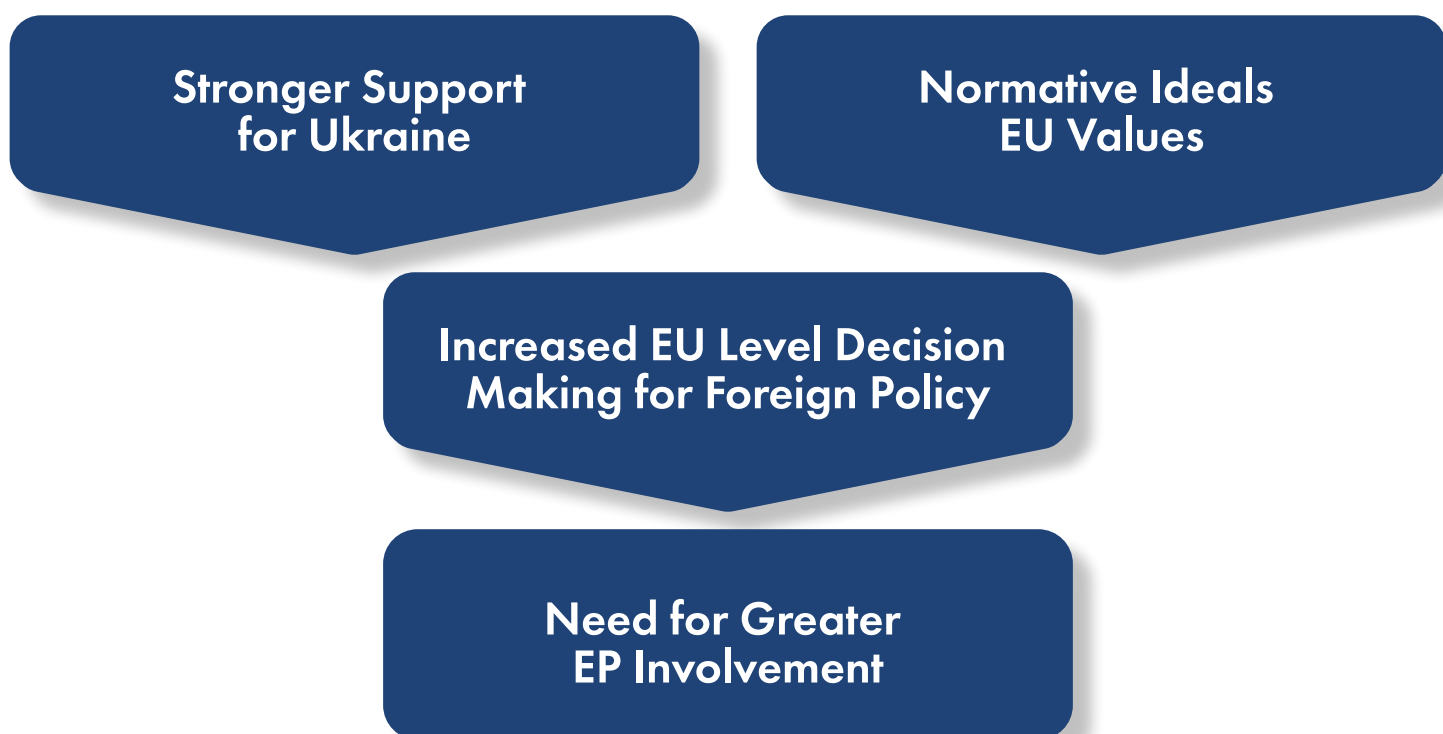 Stronger Support
for Ukraine
Normative Ideals
EU Values
Increased EU Level Decision
Making for Foreign Policy
Need for Greater
EP Involvement